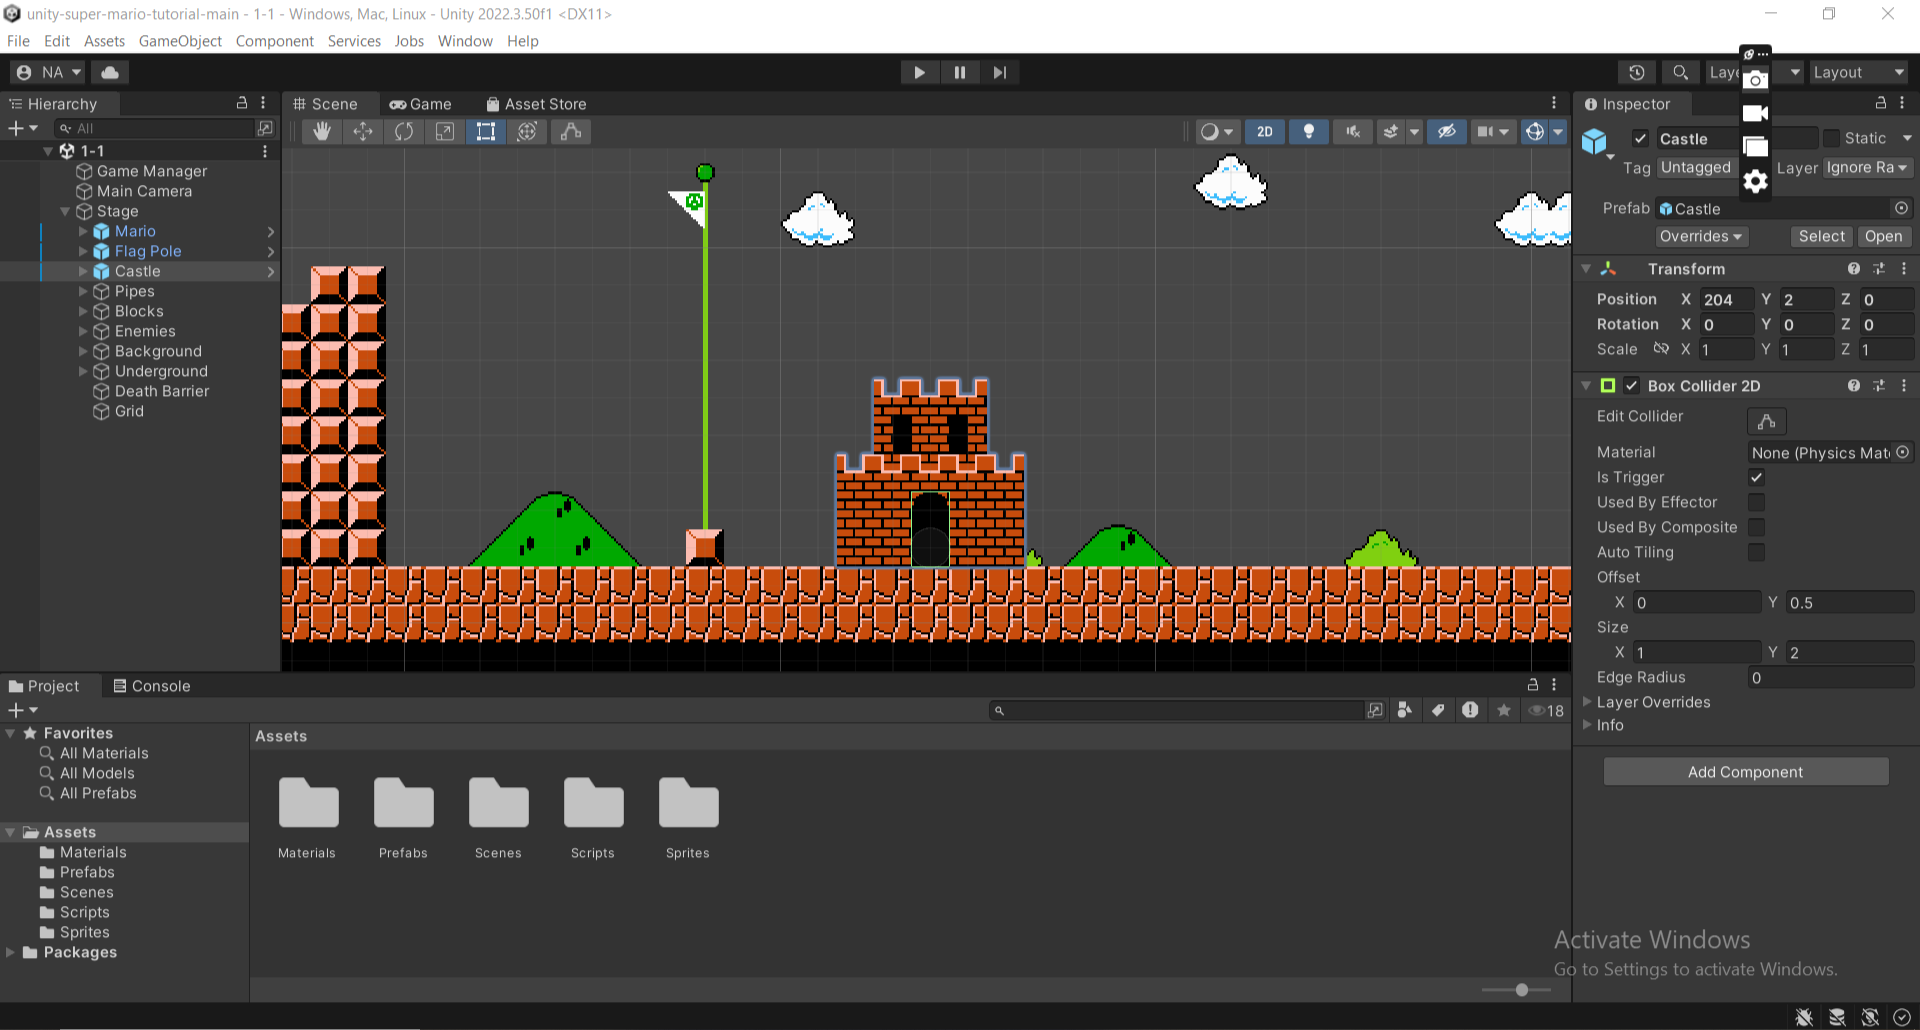 unity-super-mario-tutorial-main - 1-1 - Windows, Mac, Linux - Unity 2022.3.50f1 <DX11>
File Edit Assets GameObject Component Services Jobs Window Help
NA
Layout
Hierarchy
All
1-1
Game Manager
Main Camera
Stage
Mario
Flag Pole
Castle
Pipes
Blocks
Enemies
Background
Underground
Death Barrier
Grid
Scene Game Asset Store
2D
Inspector
Castle
Static
Tag Untagged Layer Ignore Ra
Prefab Castle
Overrides Select Open
Transform
Position X 204 Y 2 Z 0
Rotation X 0 Y 0 Z 0
Scale X 1 Y 1 Z 1
Box Collider 2D
Edit Collider
Material None (Physics Mat
Is Trigger
Used By Effector
Used By Composite
Auto Tiling
Offset
X 0 Y 0.5
Size
X 1 Y 2
Edge Radius 0
Layer Overrides
Info
Add Component
Project Console
18
Favorites
All Materials
All Models
All Prefabs
Assets
Materials
Prefabs
Scenes
Scripts
Sprites
Packages
Assets
Materials Prefabs Scenes Scripts Sprites
Activate Windows
Go to Settings to activate Windows.